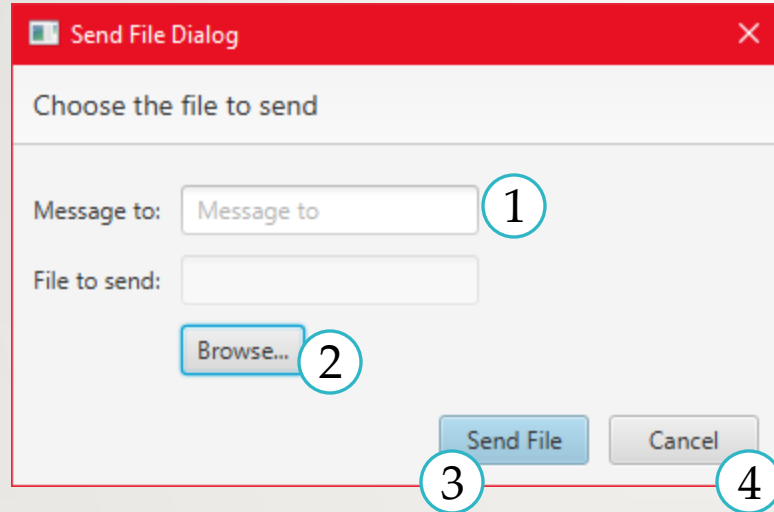 Send File Dialog
Choose the file to send
Message to: Message to 1
File to send:
Browse... 2
Send File Cancel
3 4